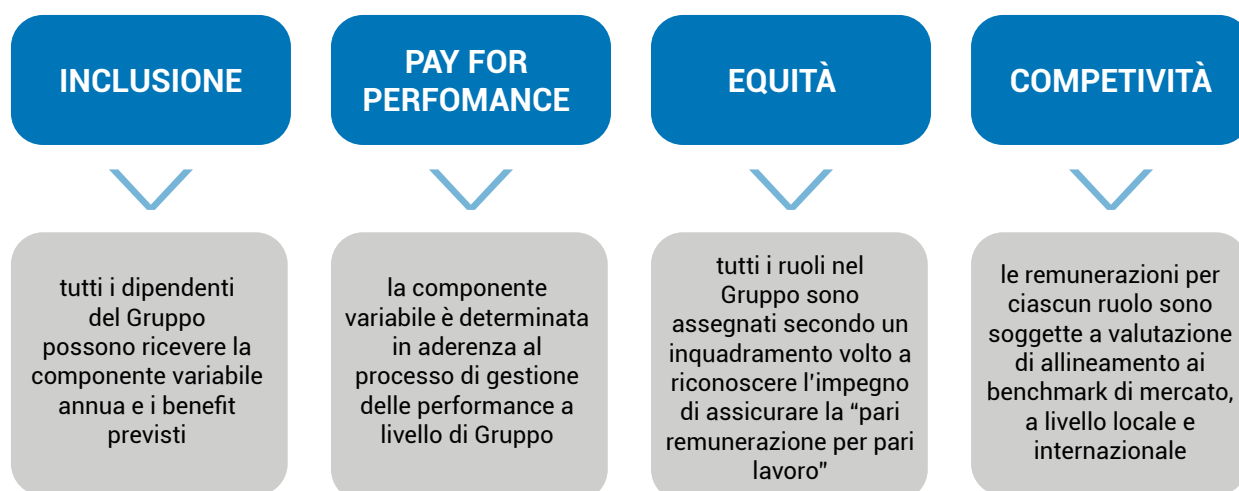 INCLUSIONE
tutti i dipendenti
del Gruppo
possono ricevere la
componente variabile
annua e i benefit
previsti
PAY FOR
PERFOMANCE
la componente
variabile è determinata
in aderenza al
processo di gestione
delle performance a
livello di Gruppo
EQUITÀ
tutti i ruoli nel
Gruppo sono
assegnati secondo un
inquadramento volto a
riconoscere l’impegno
di assicurare la “pari
remunerazione per pari
lavoro”
COMPETIVITÀ
le remunerazioni per
ciascun ruolo sono
soggette a valutazione
di allineamento ai
benchmark di mercato,
a livello locale e
internazionale